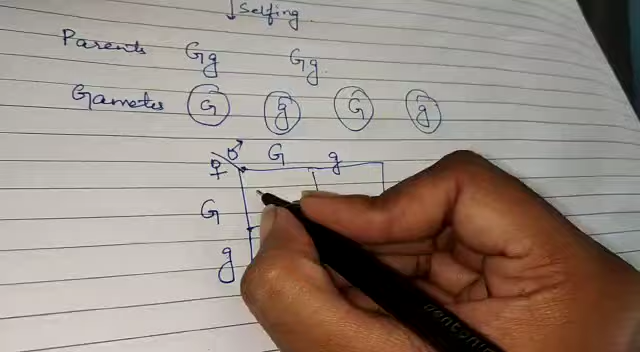 ↓ Selfing.
Parents Gg Gg.
Gametes G g G g
♀ ♂ G g
G
g